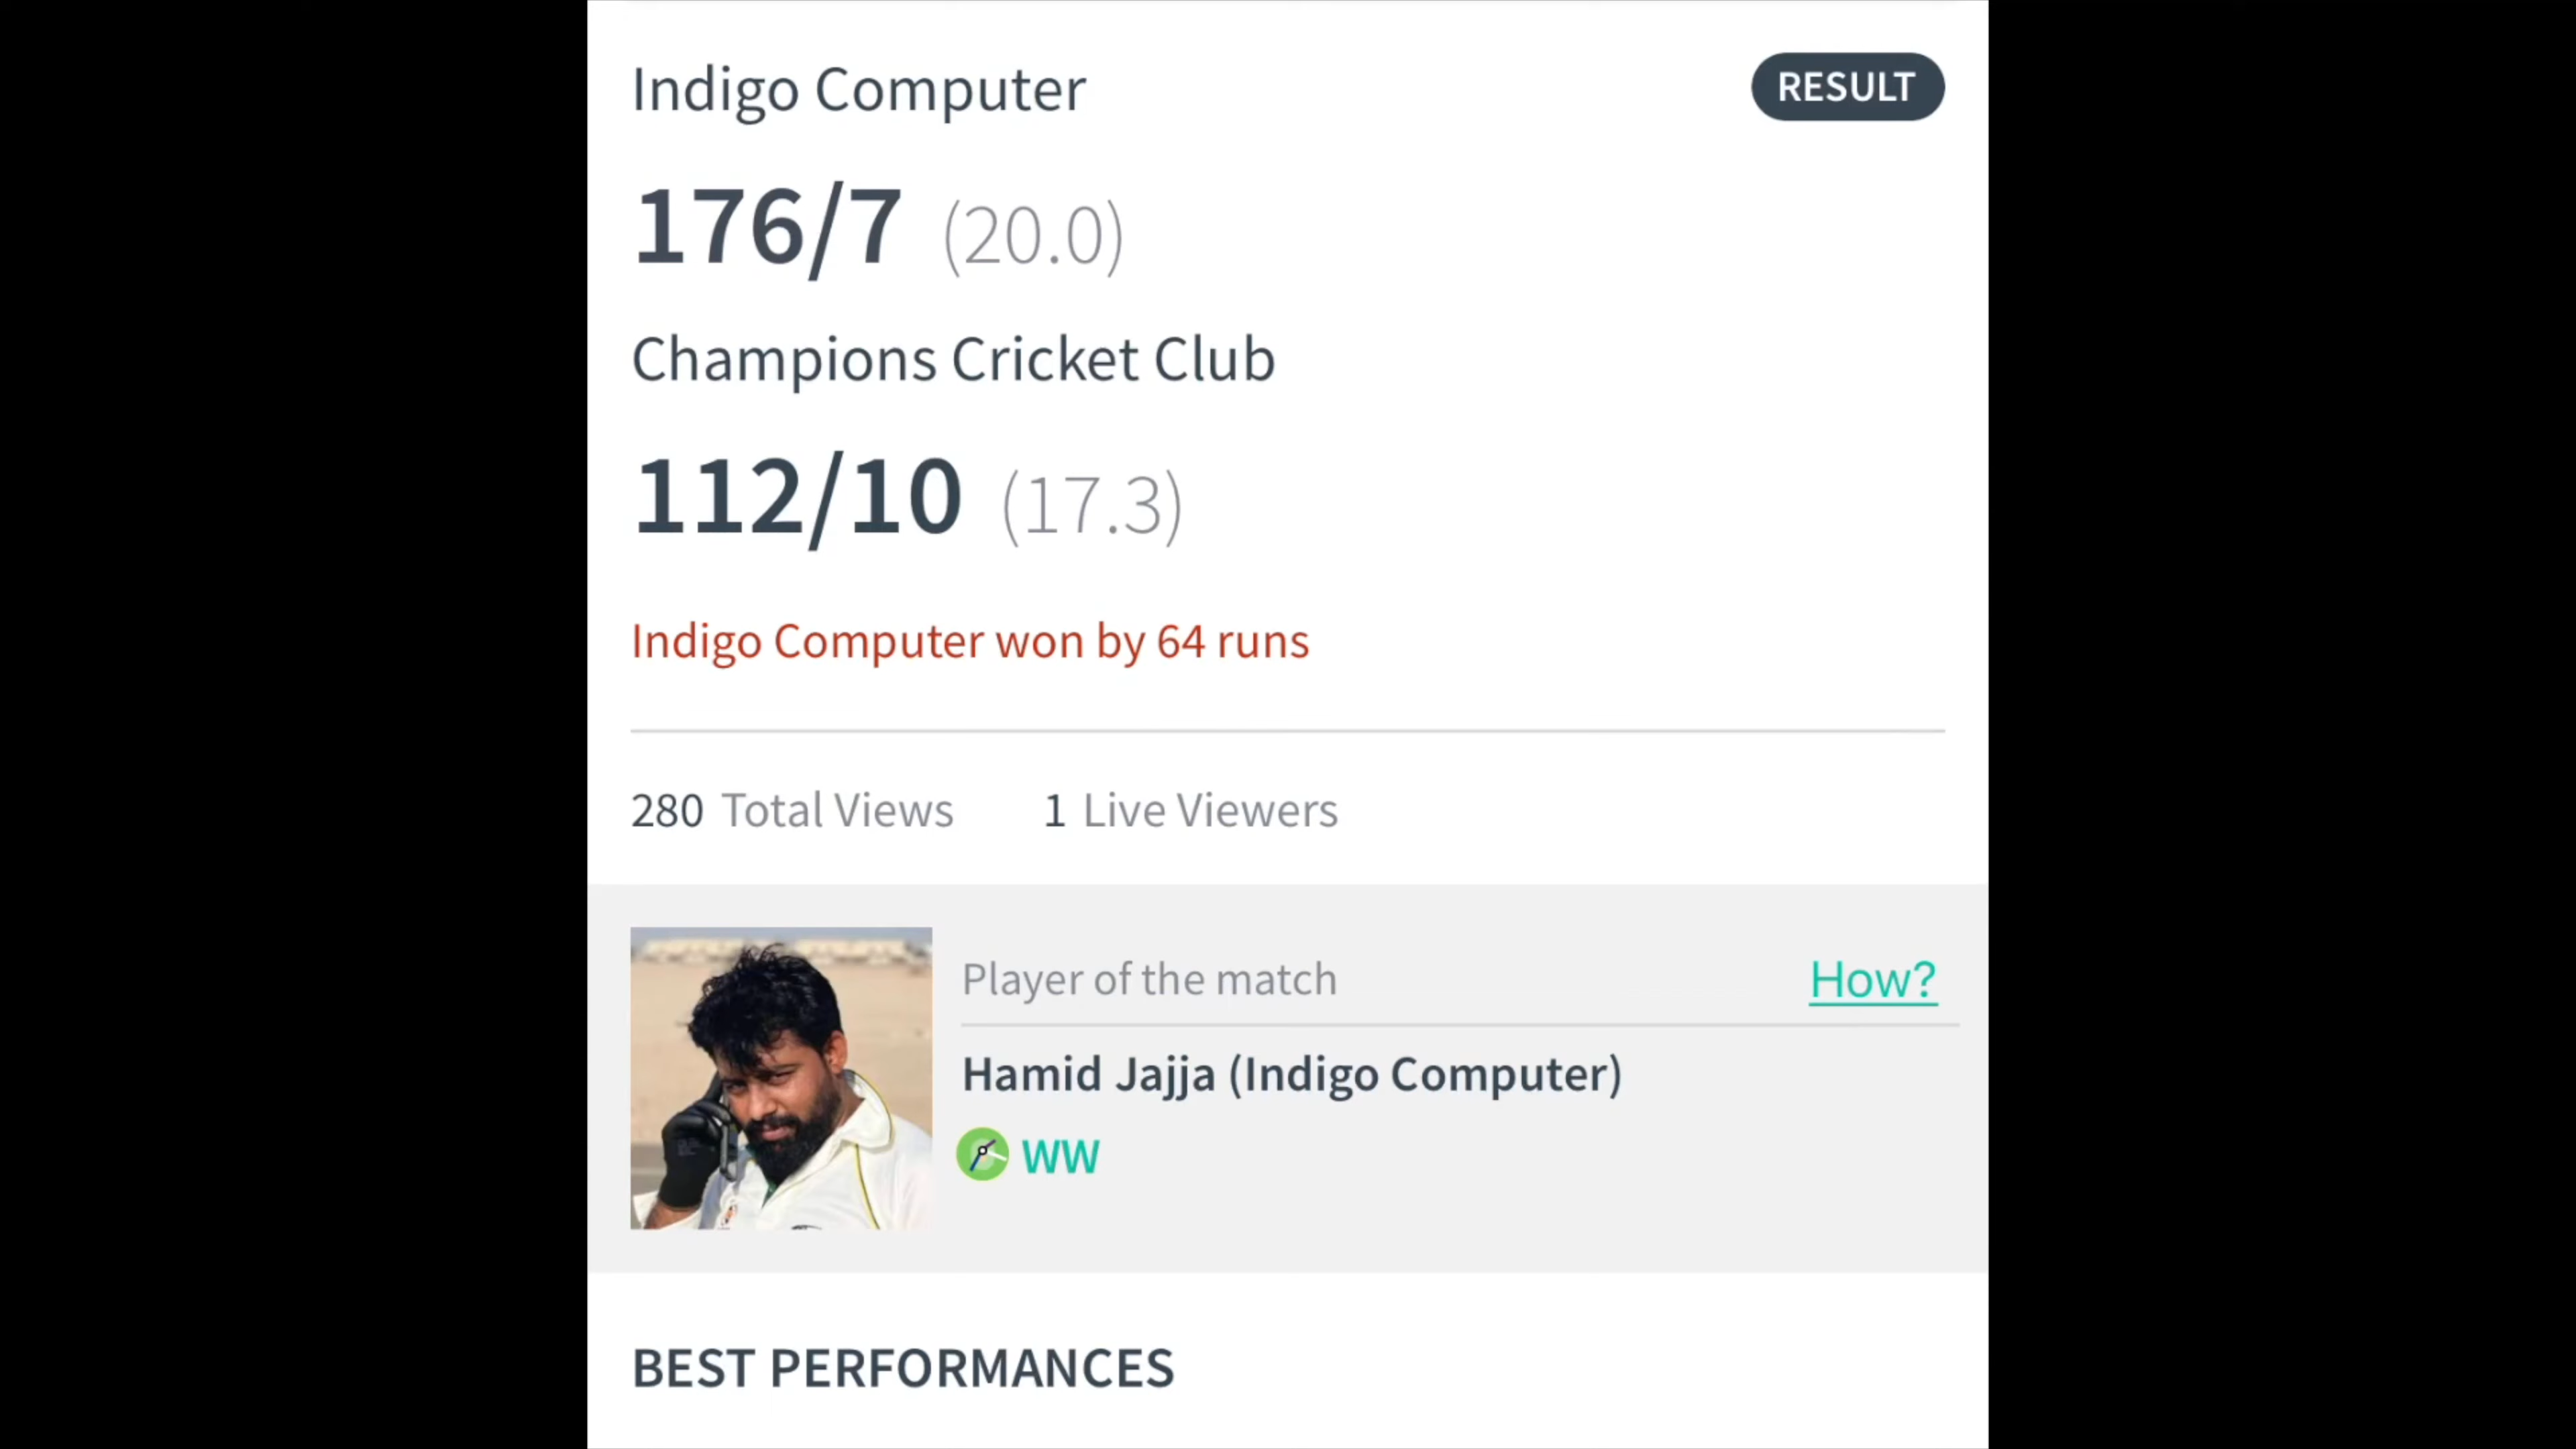 Indigo Computer
RESULT
176/7 (20.0)
Champions Cricket Club
112/10 (17.3)
Indigo Computer won by 64 runs
280 Total Views 1 Live Viewers
Player of the match
How?
Hamid Jajja (Indigo Computer)
WW
BEST PERFORMANCES